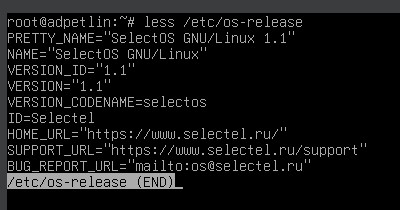 root@adpetlin:~# less /etc/os-release
PRETTY_NAME="SelectOS GNU/Linux 1.1"
NAME="SelectOS GNU/Linux"
VERSION_ID="1.1"
VERSION="1.1"
VERSION_CODENAME=selectos
ID=Selectel
HOME_URL="https://www.selectel.ru/"
SUPPORT_URL="https://www.selectel.ru/support"
BUG_REPORT_URL="mailto:os@selectel.ru"
/etc/os-release (END)